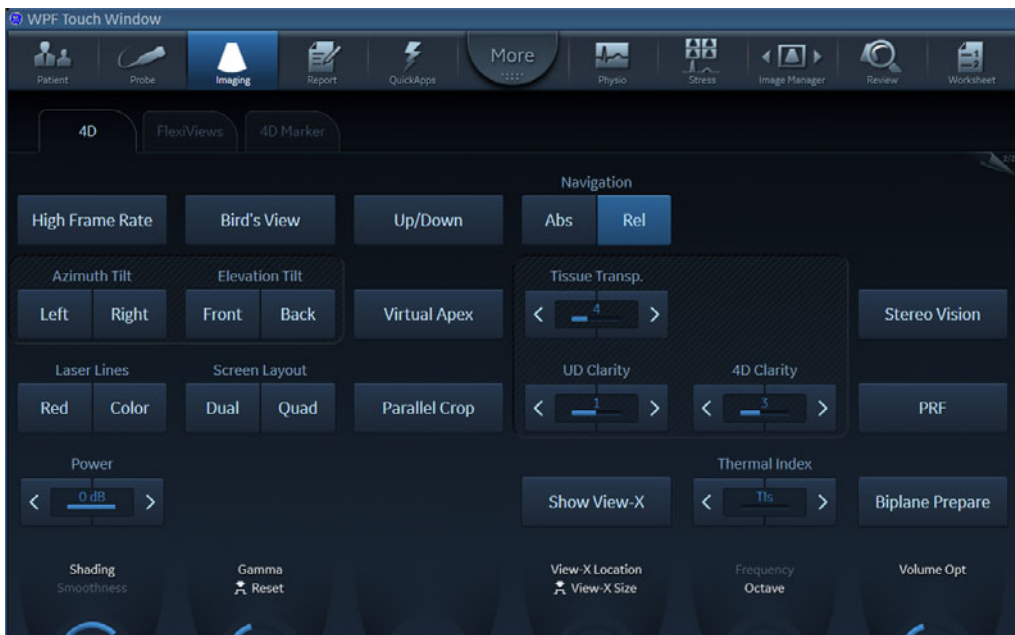 WPF Touch Window
Patient
Probe
Imaging
Report
QuickApps
More
Physio
Stress
Image Manager
Review
Worksheet
4D
FlexiViews
4D Marker
Navigation
High Frame Rate
Bird's View
Up/Down
Abs
Rel
Azimuth Tilt
Elevation Tilt
Tissue Transp.
Left
Right
Front
Back
Virtual Apex
4
Stereo Vision
Laser Lines
Screen Layout
UD Clarity
4D Clarity
Red
Color
Dual
Quad
Parallel Crop
1
3
PRF
Power
Thermal Index
0 dB
Show View-X
TIs
Biplane Prepare
Shading
Smoothness
Gamma
Reset
View-X Location
View-X Size
Frequency
Octave
Volume Opt